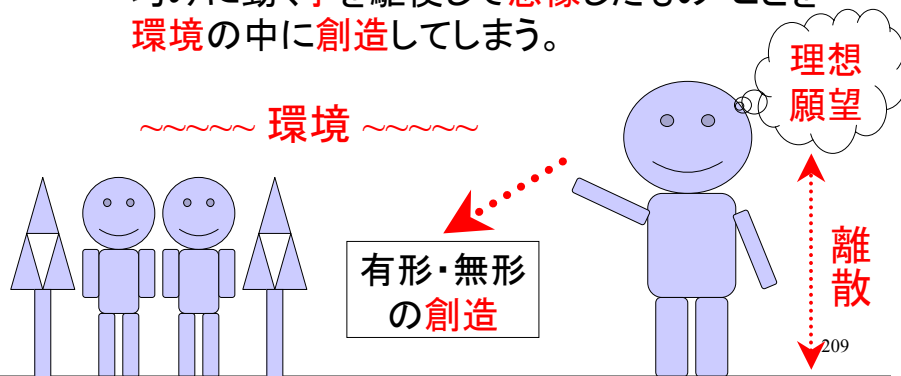 環境の中に創造してしまう。
理想
願望
~~~~~ 環境 ~~~~~
有形・無形
の創造
離
散
209